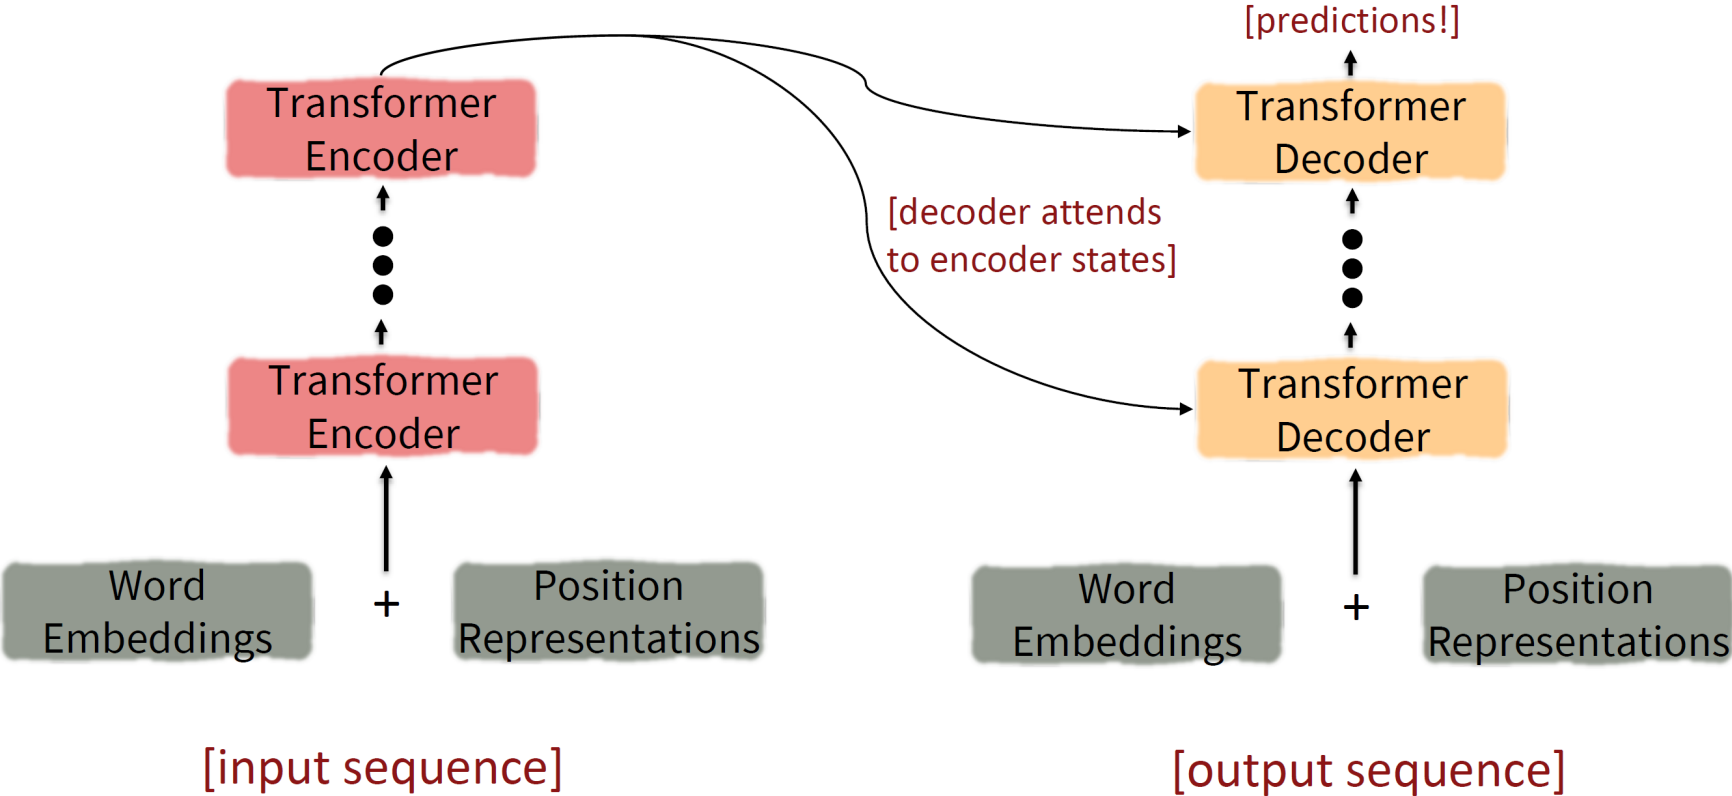 [predictions!]
Transformer
Encoder
Transformer
Decoder
[decoder attends
to encoder states]
Transformer
Encoder
Transformer
Decoder
Word
Embeddings
+
Position
Representations
Word
Embeddings
+
Position
Representations
[input sequence]
[output sequence]